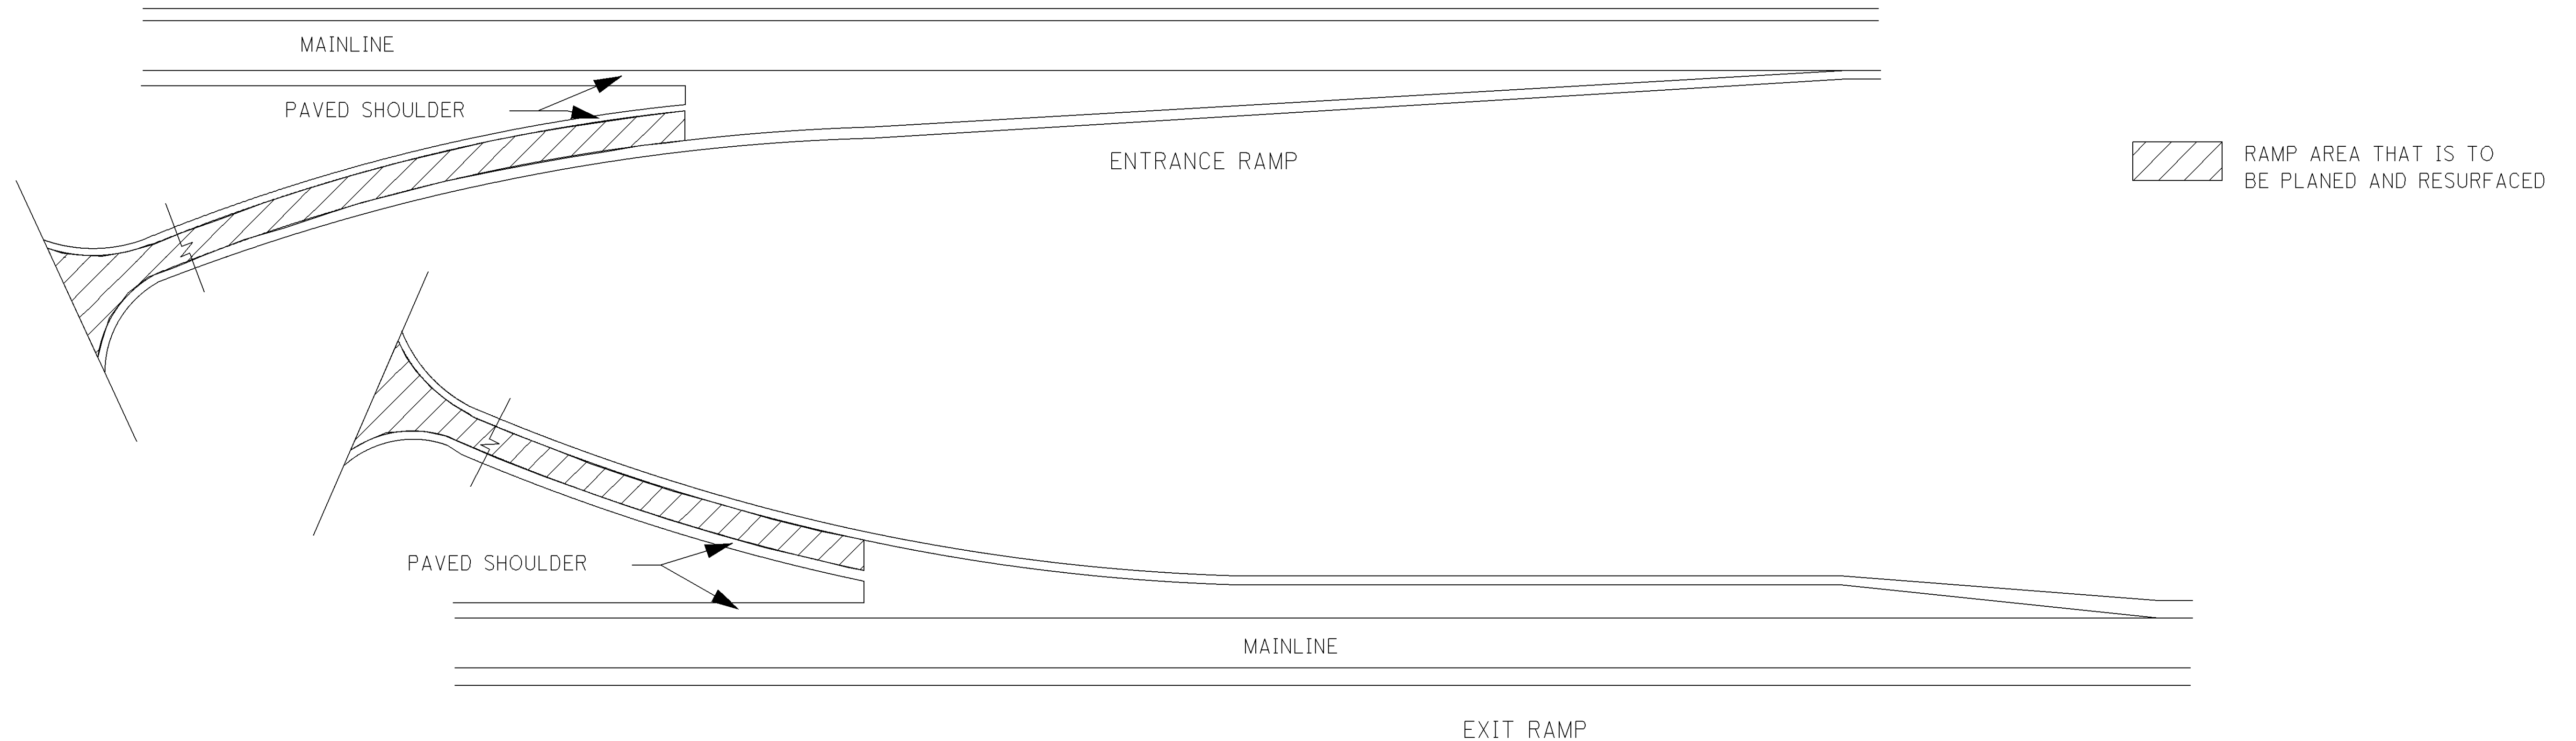 MAINLINE
PAVED SHOULDER
ENTRANCE RAMP
RAMP AREA THAT IS TO
BE PLANED AND RESURFACED
PAVED SHOULDER
MAINLINE
EXIT RAMP